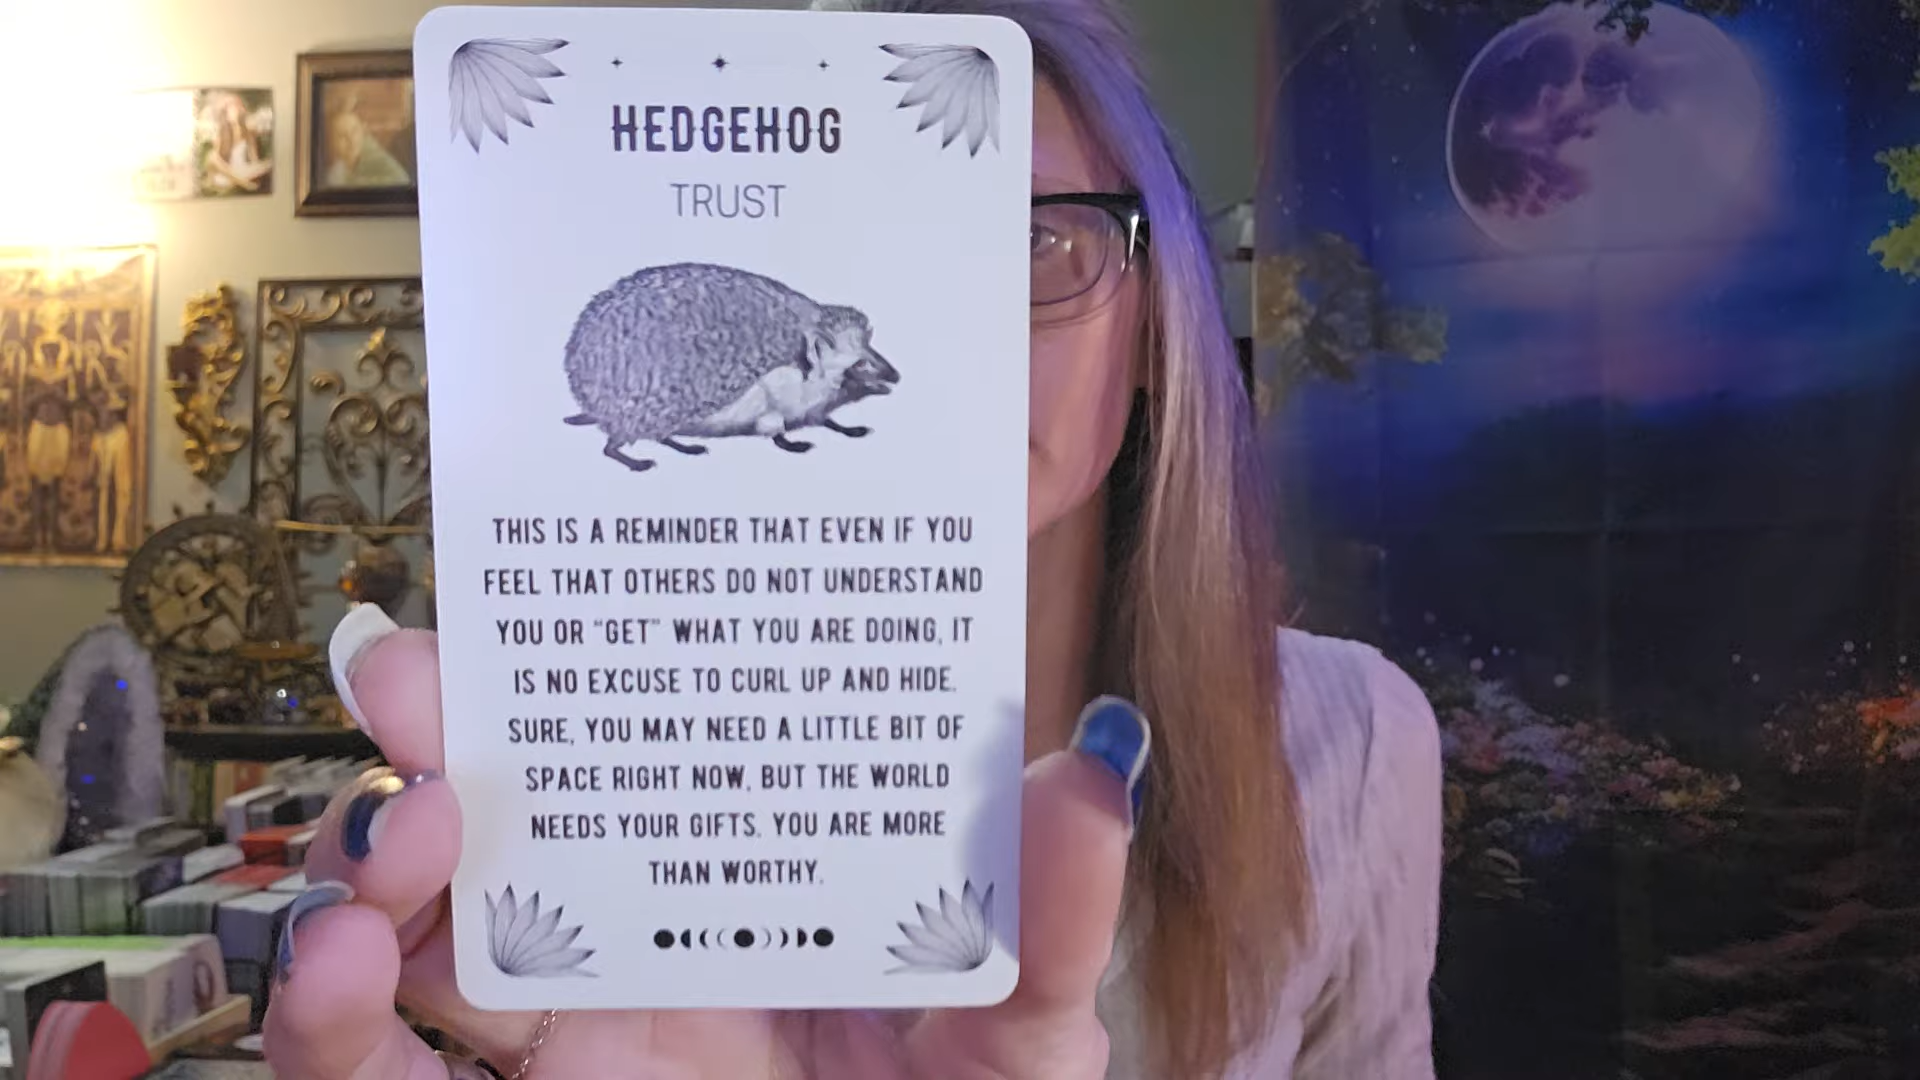 HEDGEHOG
TRUST
THIS IS A REMINDER THAT EVEN IF YOU
FEEL THAT OTHERS DO NOT UNDERSTAND
YOU OR “GET” WHAT YOU ARE DOING, IT
IS NO EXCUSE TO CURL UP AND HIDE.
SURE, YOU MAY NEED A LITTLE BIT OF
SPACE RIGHT NOW, BUT THE WORLD
NEEDS YOUR GIFTS. YOU ARE MORE
THAN WORTHY.